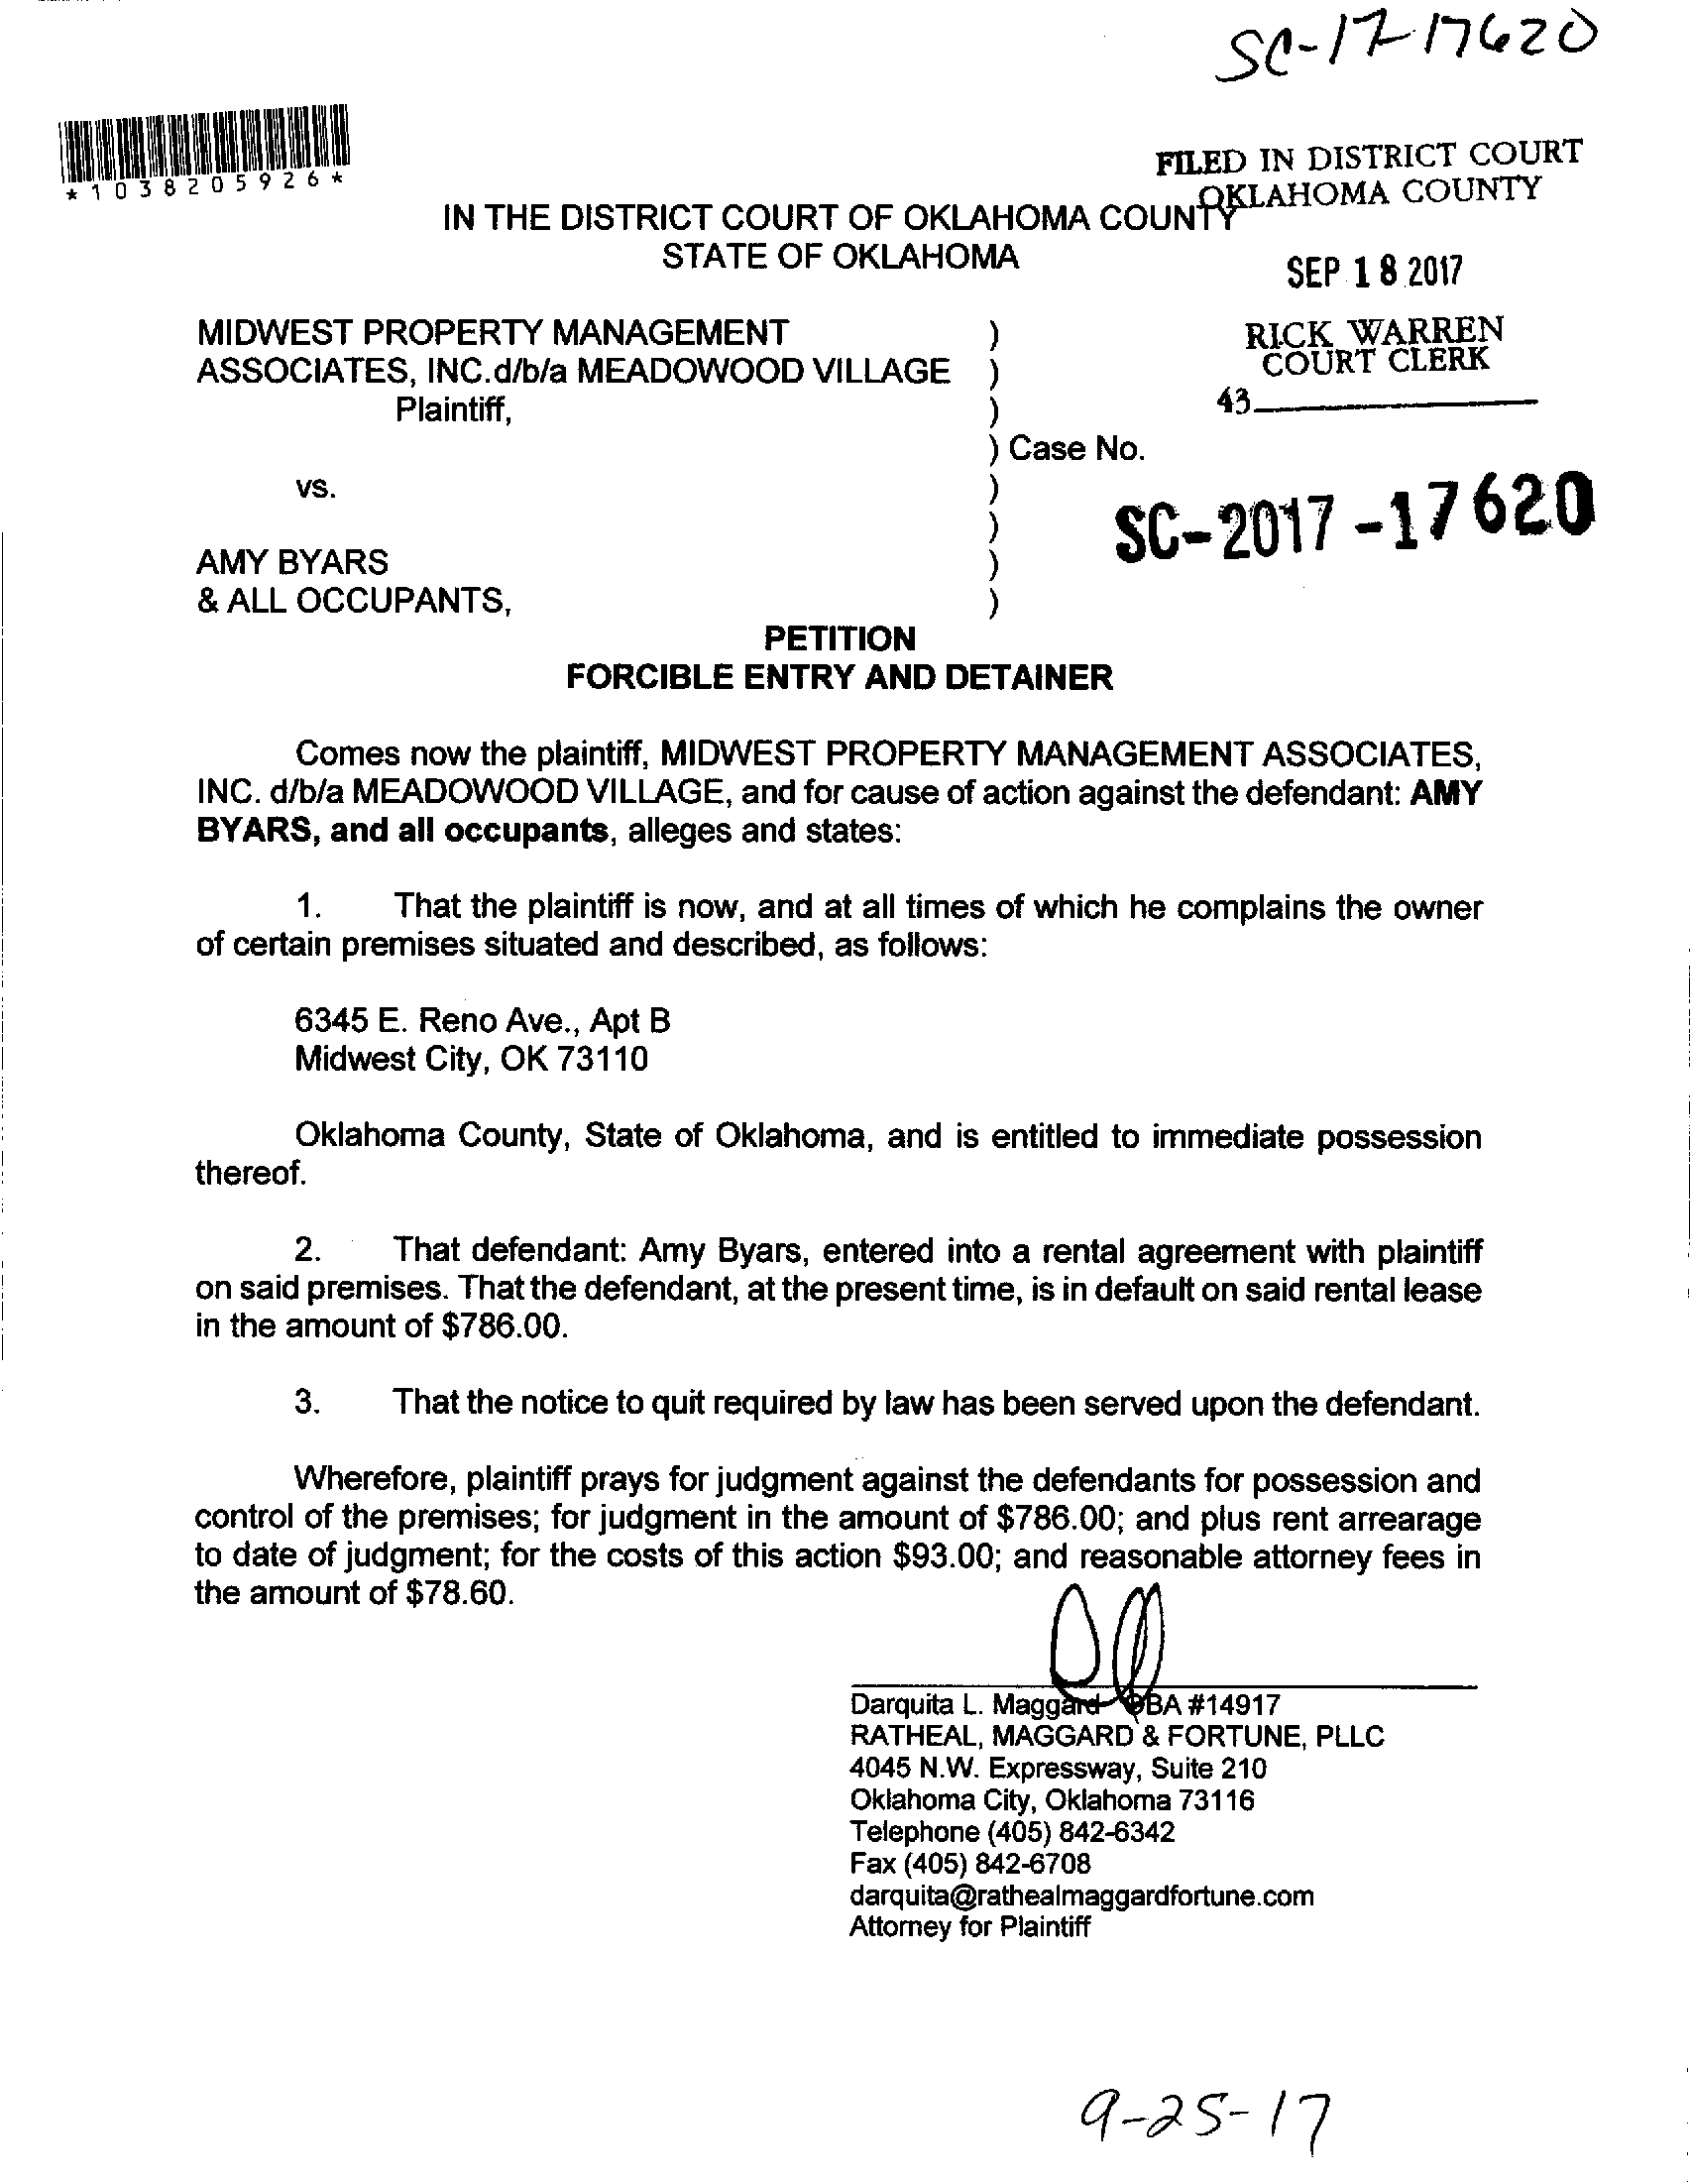 SC-17-17620
*1038205926*
FILED IN DISTRICT COURT
OKLAHOMA COUNTY
IN THE DISTRICT COURT OF OKLAHOMA COUNTY
STATE OF OKLAHOMA
SEP 18 2017
RICK WARREN
COURT CLERK
43
MIDWEST PROPERTY MANAGEMENT )
ASSOCIATES, INC.d/b/a MEADOWOOD VILLAGE )
Plaintiff, )
) Case No.
vs. )
SC-2017-17620
)
AMY BYARS )
& ALL OCCUPANTS, )
PETITION
FORCIBLE ENTRY AND DETAINER
Comes now the plaintiff, MIDWEST PROPERTY MANAGEMENT ASSOCIATES,
INC. d/b/a MEADOWOOD VILLAGE, and for cause of action against the defendant: AMY
BYARS, and all occupants, alleges and states:
1. That the plaintiff is now, and at all times of which he complains the owner
of certain premises situated and described, as follows:
6345 E. Reno Ave., Apt B
Midwest City, OK 73110
Oklahoma County, State of Oklahoma, and is entitled to immediate possession
thereof.
2. That defendant: Amy Byars, entered into a rental agreement with plaintiff
on said premises. That the defendant, at the present time, is in default on said rental lease
in the amount of $786.00.
3. That the notice to quit required by law has been served upon the defendant.
Wherefore, plaintiff prays for judgment against the defendants for possession and
control of the premises; for judgment in the amount of $786.00; and plus rent arrearage
to date of judgment; for the costs of this action $93.00; and reasonable attorney fees in
the amount of $78.60.
Darquita L. Maggard OBA #14917
RATHEAL, MAGGARD & FORTUNE, PLLC
4045 N.W. Expressway, Suite 210
Oklahoma City, Oklahoma 73116
Telephone (405) 842-6342
Fax (405) 842-6708
darquita@rathealmaggardfortune.com
Attorney for Plaintiff
9-25-17